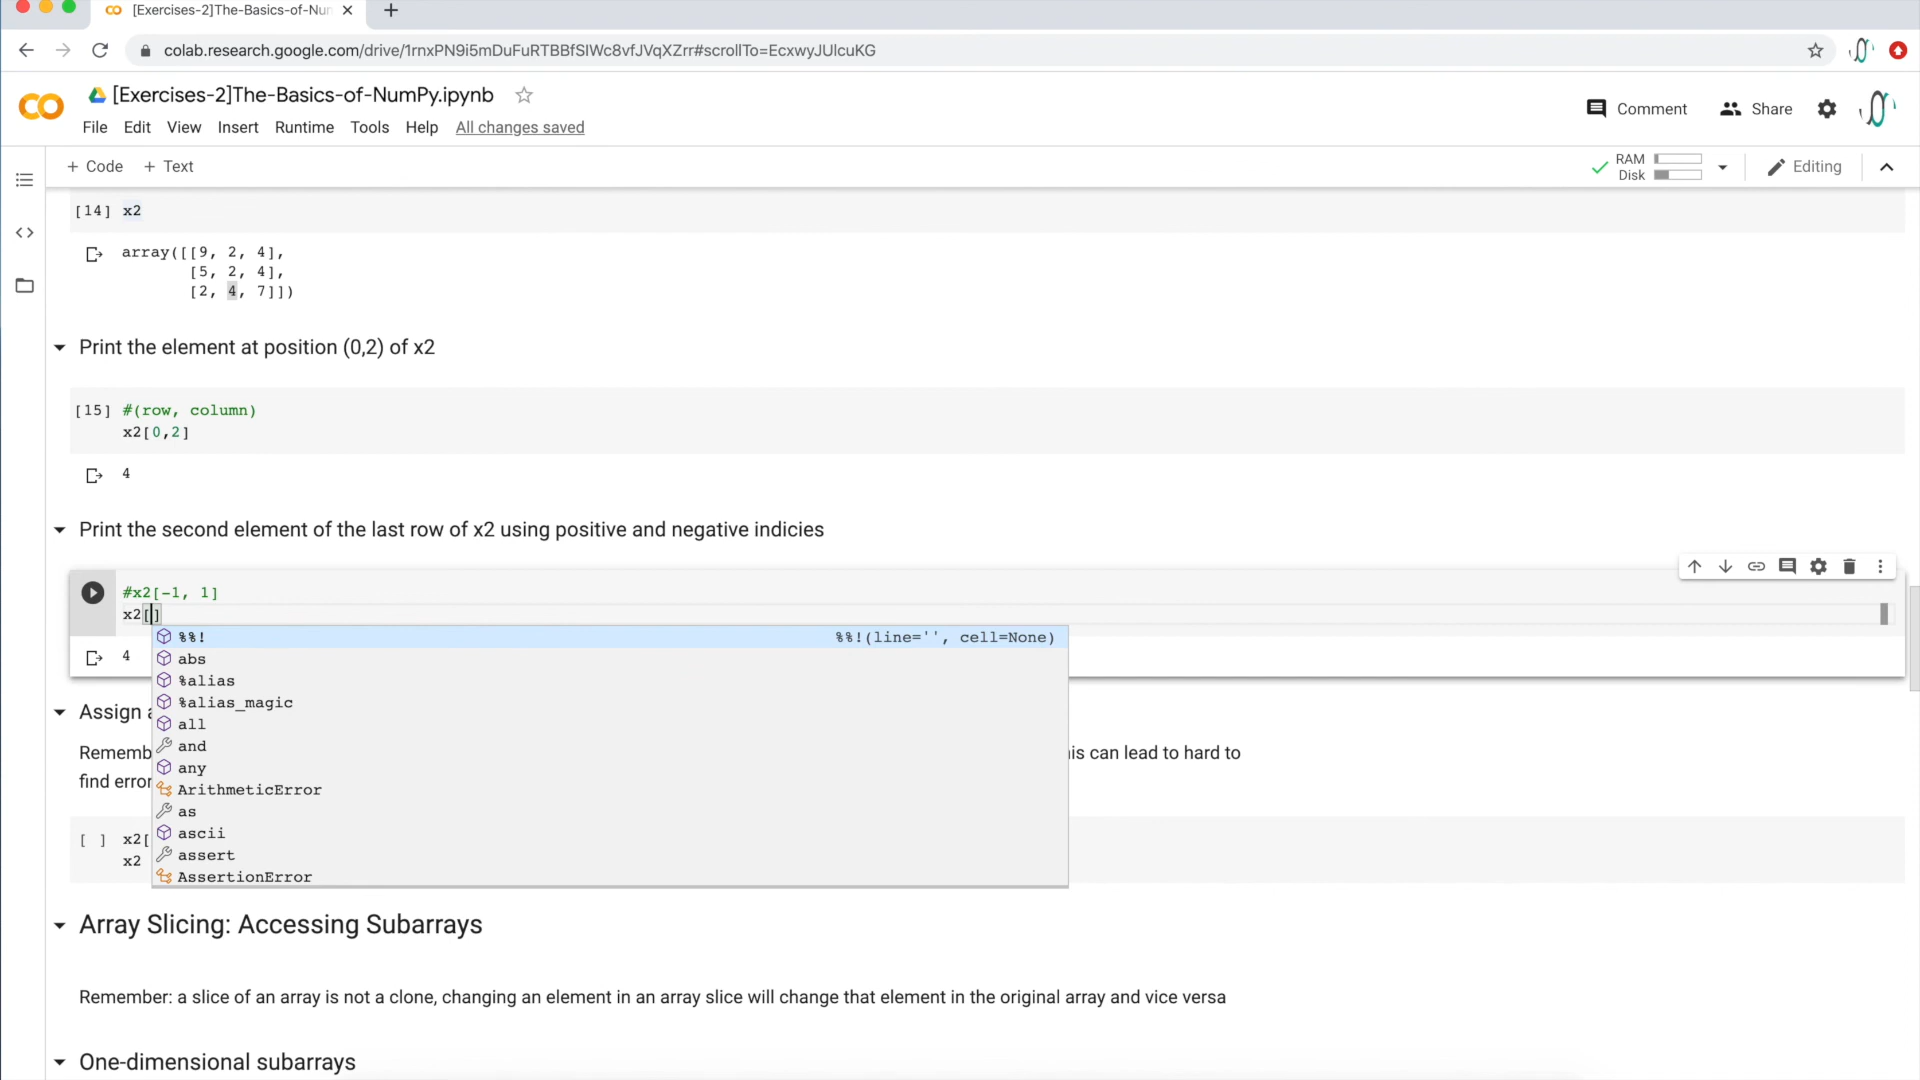 [Exercises-2]The-Basics-of-Nu
colab.research.google.com/drive/1rnxPN9i5mDuFuRTBBfSIWc8vfJVqXZrr#scrollTo=EcxwyJUlcuKG
[Exercises-2]The-Basics-of-NumPy.ipynb
Comment
Share
File Edit View Insert Runtime Tools Help All changes saved
+ Code + Text
RAM
Disk
Editing
[14] x2
array([[9, 2, 4],
[5, 2, 4],
[2, 4, 7]])
Print the element at position (0,2) of x2
[15] #(row, column)
x2[0,2]
4
Print the second element of the last row of x2 using positive and negative indicies
#x2[-1, 1]
x2[]
4
%%! %%!(line='', cell=None)
abs
%alias
%alias_magic
all
and
any
ArithmeticError
as
ascii
assert
AssertionError
Assign
Rememb is can lead to hard to
find error
[ ] x2[
x2
Array Slicing: Accessing Subarrays
Remember: a slice of an array is not a clone, changing an element in an array slice will change that element in the original array and vice versa
One-dimensional subarrays